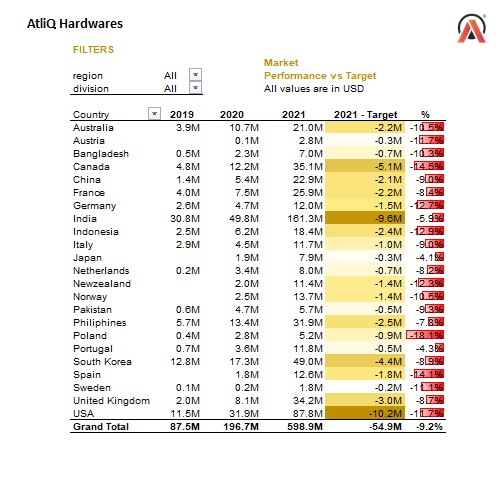 AtliQ Hardwares
FILTERS
Market
region All Performance vs Target
division All All values are in USD
Country 2019 2020 2021 2021 - Target %
Australia 3.9M 10.7M 21.0M -2.2M -10.5%
Austria 0.1M 2.8M -0.3M -11.7%
Bangladesh 0.5M 2.3M 7.0M -0.7M -10.3%
Canada 4.8M 12.2M 35.1M -5.1M -14.5%
China 1.4M 5.4M 22.9M -2.1M -9.0%
France 4.0M 7.5M 25.9M -2.2M -8.4%
Germany 2.6M 4.7M 12.0M -1.5M -12.7%
India 30.8M 49.8M 161.3M -9.6M -5.9%
Indonesia 2.5M 6.2M 18.4M -2.4M -12.9%
Italy 2.9M 4.5M 11.7M -1.0M -9.0%
Japan 1.9M 7.9M -0.3M -4.1%
Netherlands 0.2M 3.4M 8.0M -0.7M -8.2%
Newzealand 2.0M 11.4M -1.4M -12.3%
Norway 2.5M 13.7M -1.4M -10.5%
Pakistan 0.6M 4.7M 5.7M -0.5M -9.3%
Philiphines 5.7M 13.4M 31.9M -2.5M -7.8%
Poland 0.4M 2.8M 5.2M -0.9M -18.1%
Portugal 0.7M 3.6M 11.8M -0.5M -4.3%
South Korea 12.8M 17.3M 49.0M -4.4M -8.9%
Spain 1.8M 12.6M -1.8M -14.1%
Sweden 0.1M 0.2M 1.8M -0.2M -11.1%
United Kingdom 2.0M 8.1M 34.2M -3.0M -8.7%
USA 11.5M 31.9M 87.8M -10.2M -11.7%
Grand Total 87.5M 196.7M 598.9M -54.9M -9.2%